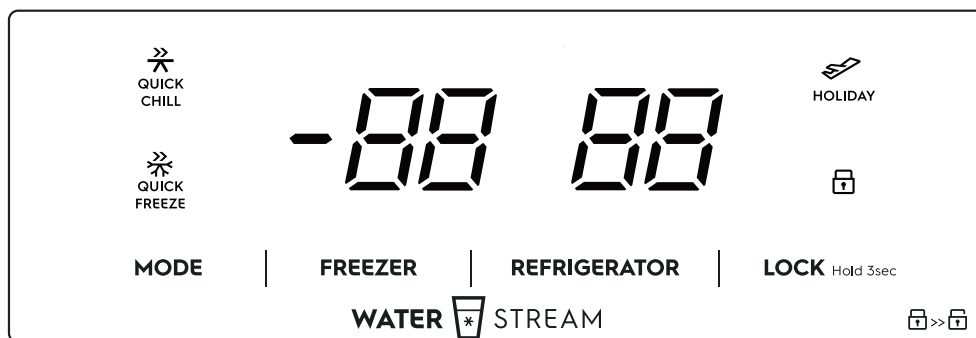 QUICK
CHILL
-88 88
HOLIDAY
QUICK
FREEZE
MODE FREEZER REFRIGERATOR LOCK Hold 3sec
WATER STREAM
>>